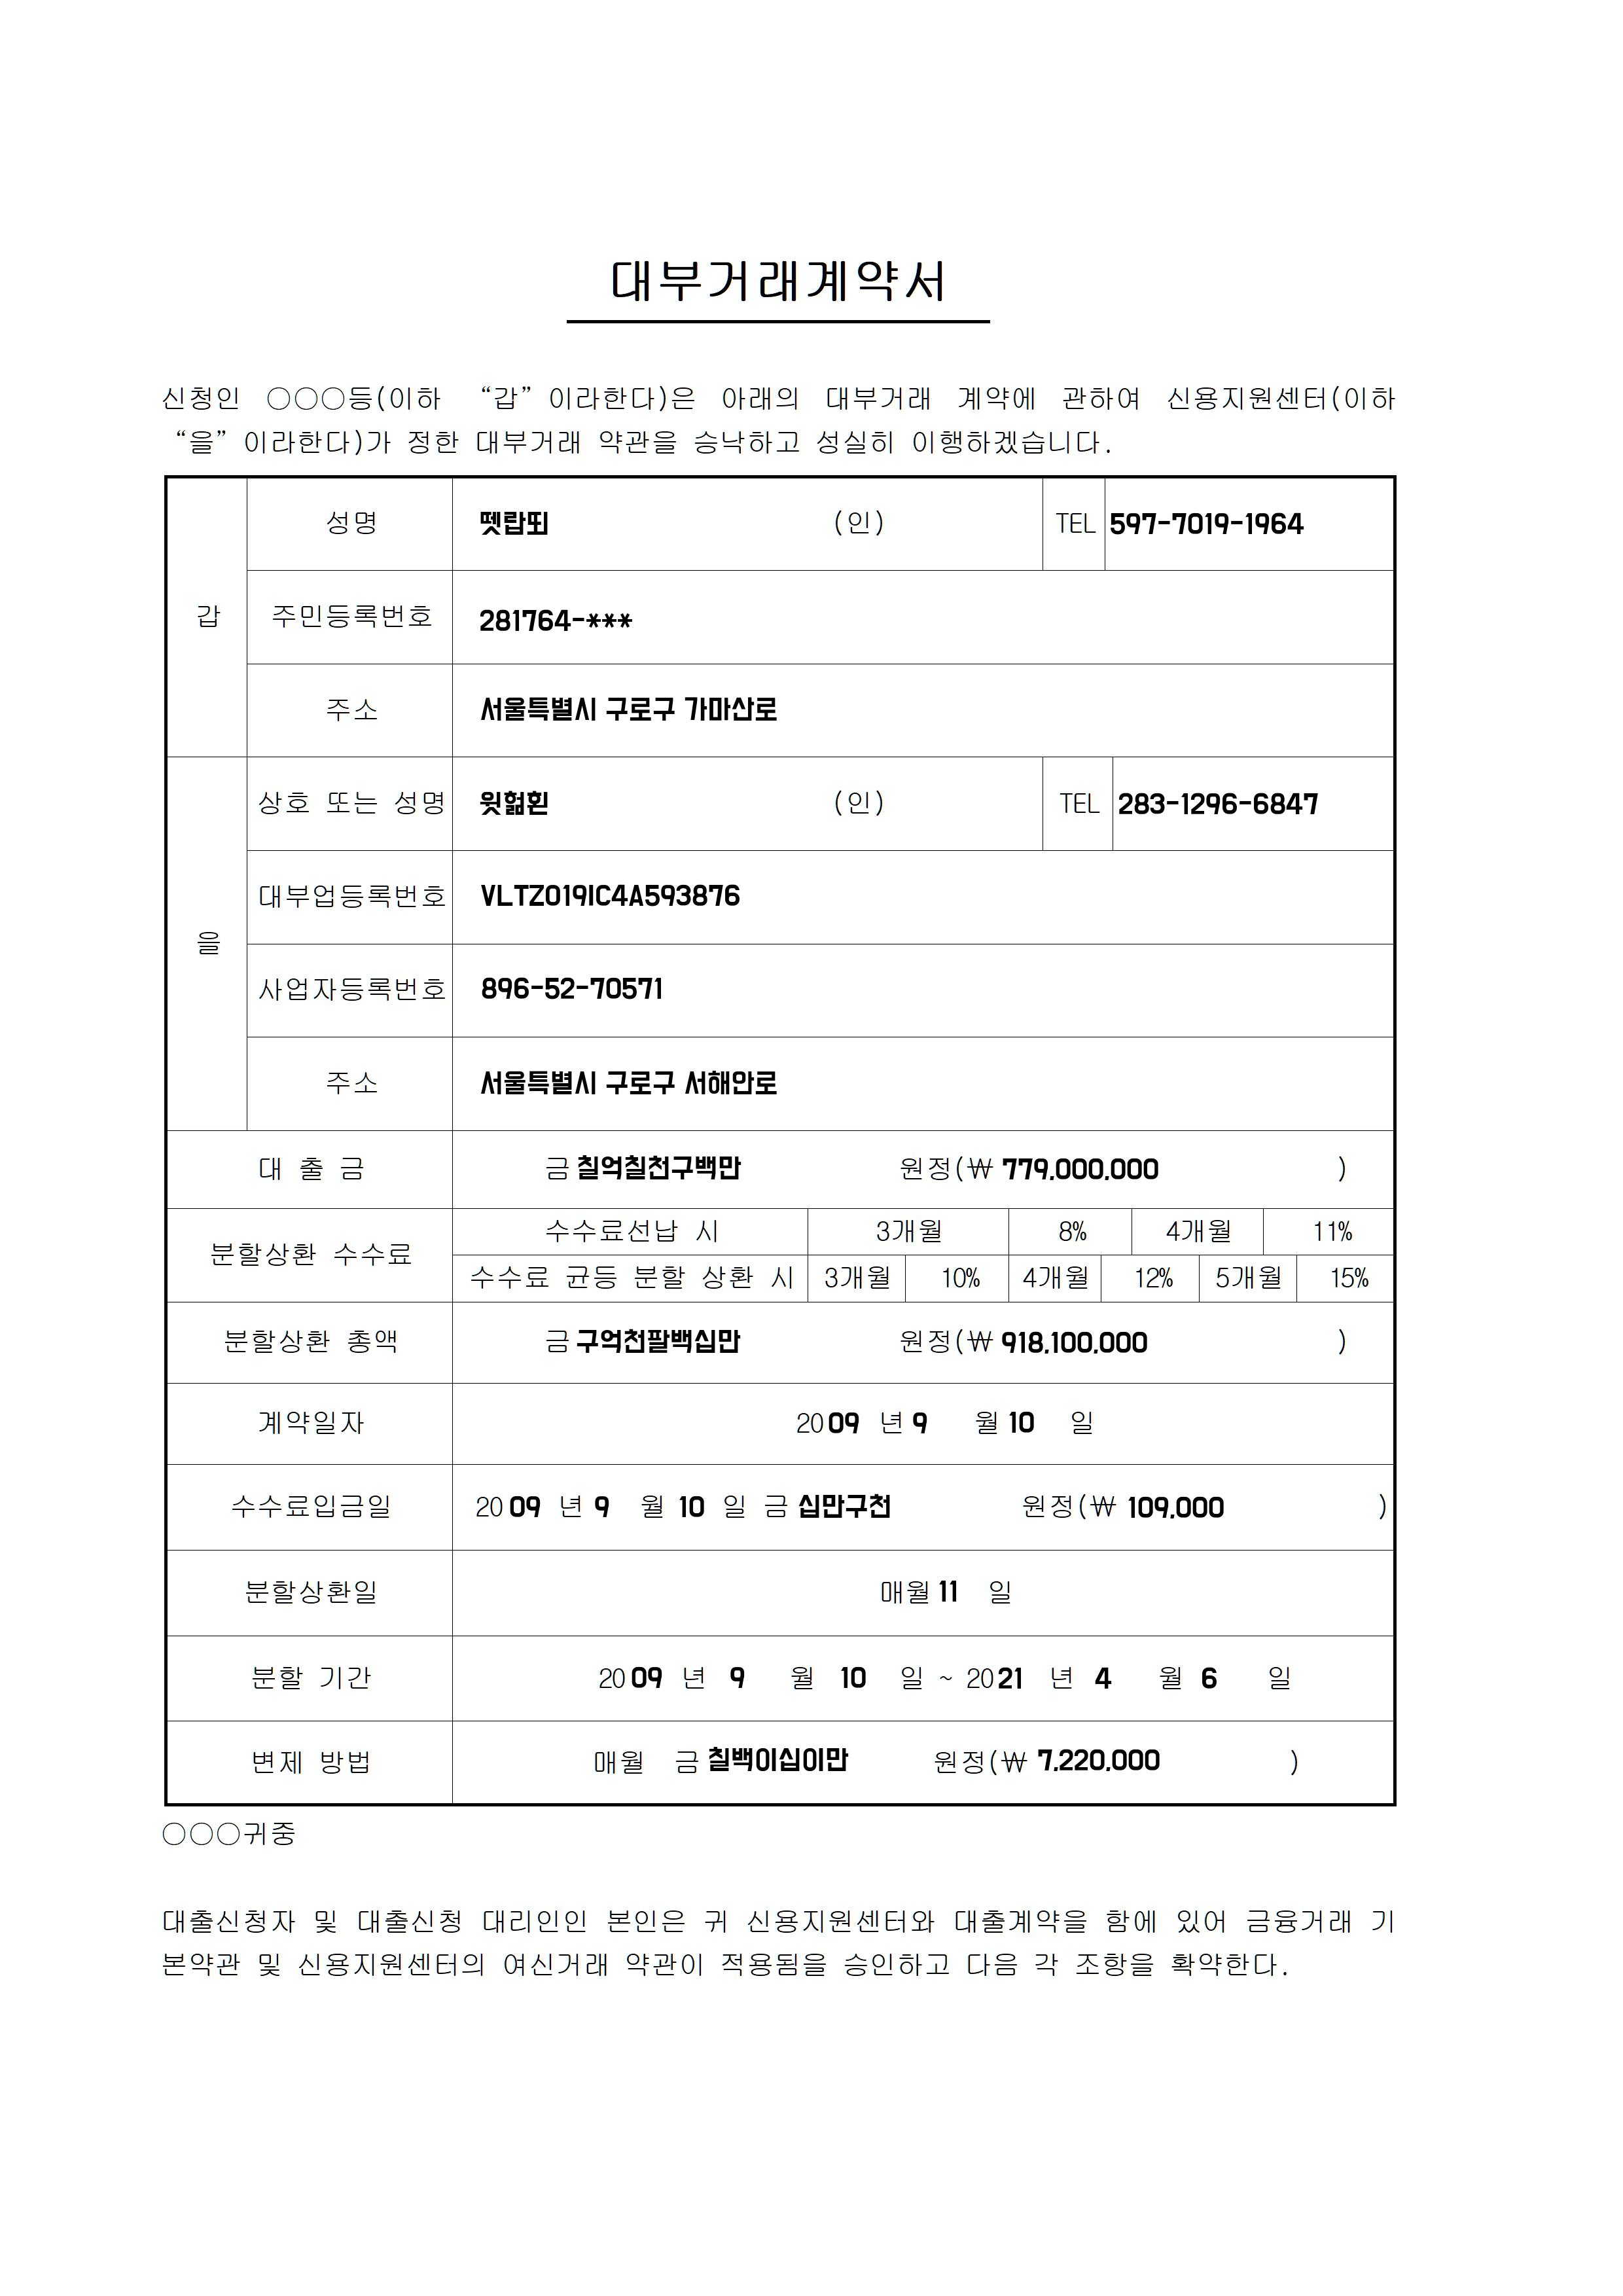 대부거래계약서
신청인 ○○○등(이하 “갑”이라한다)은 아래의 대부거래 계약에 관하여 신용지원센터(이하
“을”이라한다)가 정한 대부거래 약관을 승낙하고 성실히 이행하겠습니다.
갑
성명 뗏랍뙤 (인) TEL 597-7019-1964
주민등록번호 281764-***
주소 서울특별시 구로구 가마산로
을
상호 또는 성명 윗헒횐 (인) TEL 283-1296-6847
대부업등록번호 VLTZ019IC4A593876
사업자등록번호 896-52-70571
주소 서울특별시 구로구 서해안로
대 출 금 금 칠억칠천구백만 원정(₩ 779,000,000 )
분할상환 수수료
수수료선납 시 3개월 8% 4개월 11%
수수료 균등 분할 상환 시 3개월 10% 4개월 12% 5개월 15%
분할상환 총액 금 구억천팔백십만 원정(₩ 918,100,000 )
계약일자 2009 년 9 월 10 일
수수료입금일 2009 년 9 월 10 일 금 십만구천 원정(₩ 109,000 )
분할상환일 매월 11 일
분할 기간 2009 년 9 월 10 일 ~ 2021 년 4 월 6 일
변제 방법 매월 금 칠백이십이만 원정(₩ 7,220,000 )
○○○귀중
대출신청자 및 대출신청 대리인인 본인은 귀 신용지원센터와 대출계약을 함에 있어 금융거래 기
본약관 및 신용지원센터의 여신거래 약관이 적용됨을 승인하고 다음 각 조항을 확약한다.